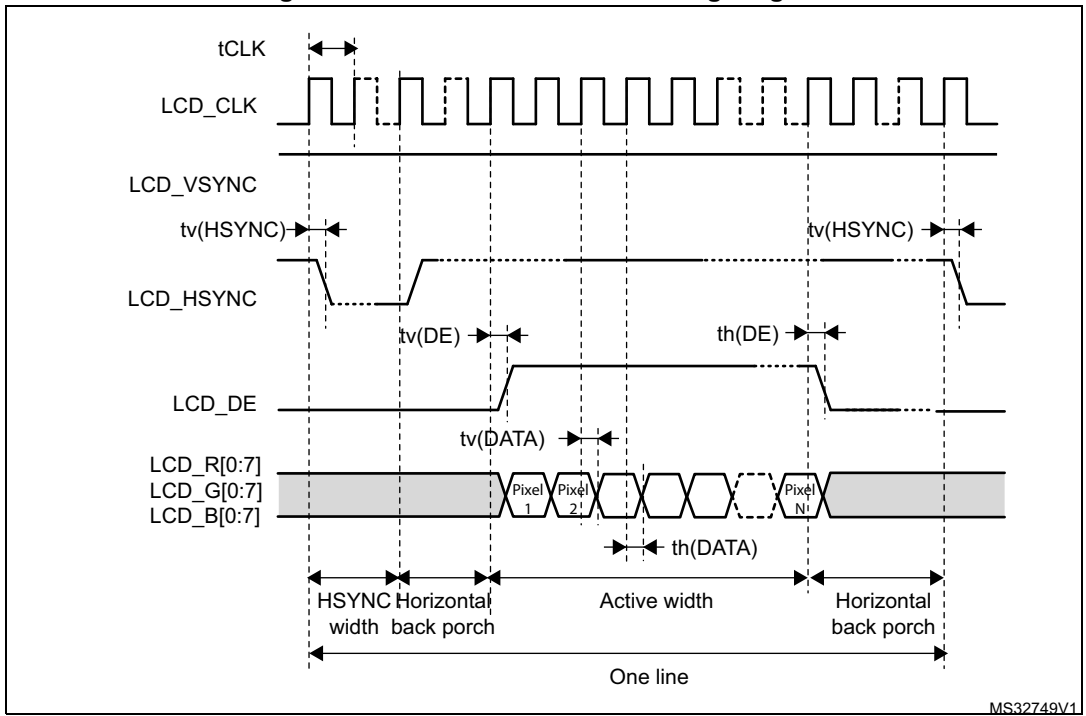 tCLK
LCD_CLK
LCD_VSYNC
tv(HSYNC)
tv(HSYNC)
LCD_HSYNC
tv(DE)
th(DE)
LCD_DE
tv(DATA)
LCD_R[0:7]
LCD_G[0:7]
LCD_B[0:7]
Pixel
1
Pixel
2
Pixel
N
th(DATA)
HSYNC
width
Horizontal
back porch
Active width
Horizontal
back porch
One line
MS32749V1